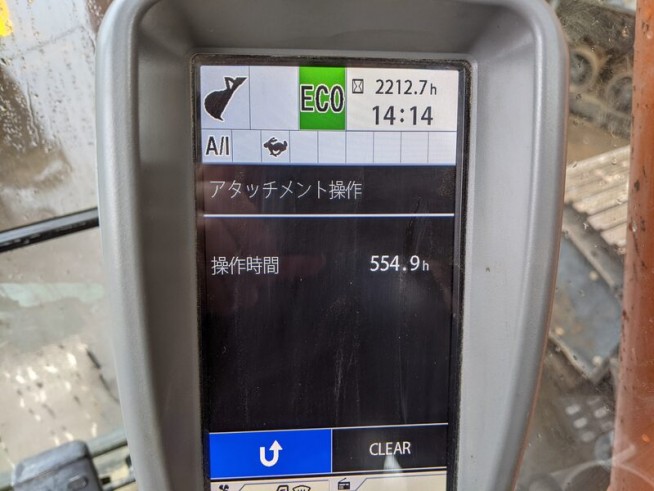 ECO
2212.7h
14:14
A/I
アタッチメント操作
操作時間 554.9h
CLEAR